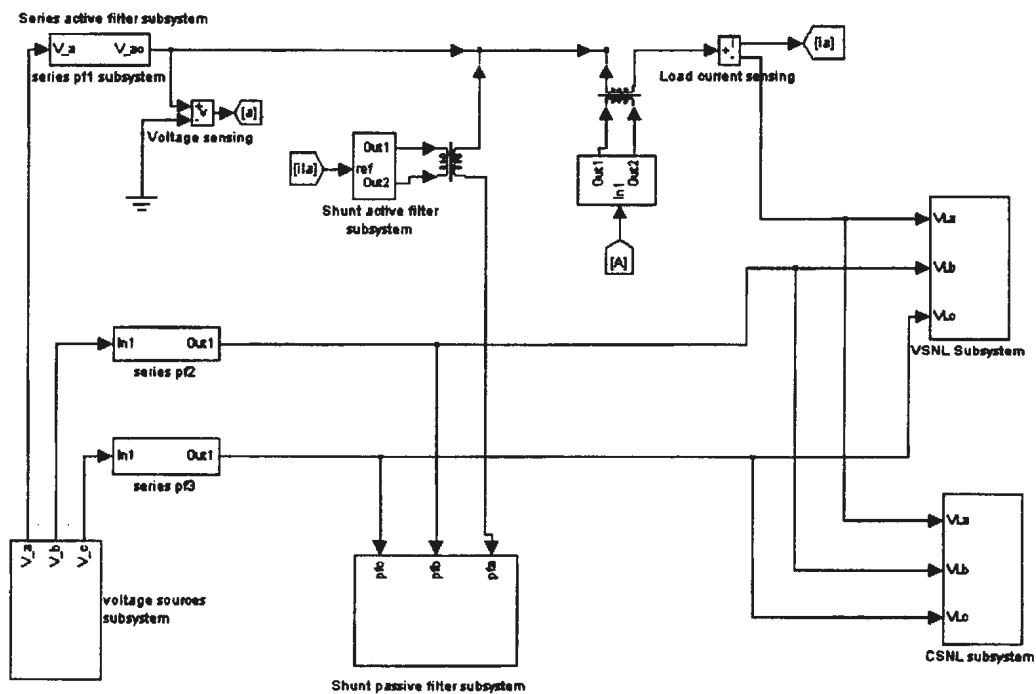 Series active filter subsystem
V_a V_ao
series pf1 subsystem
+
v
-
[a]
Voltage sensing
[Ila]
ref
Out1
Out2
Shunt active filter
subsystem
Out1
Out2
In1
[A]
+
-
i
Load current sensing
[Ia]
VLa
VLb
VLc
VSNL Subsystem
In1 Out1
series pf2
In1 Out1
series pf3
V_a
V_b
V_c
voltage sources
subsystem
pfc
pfb
pfa
Shunt passive filter subsystem
VLa
VLb
VLc
CSNL subsystem